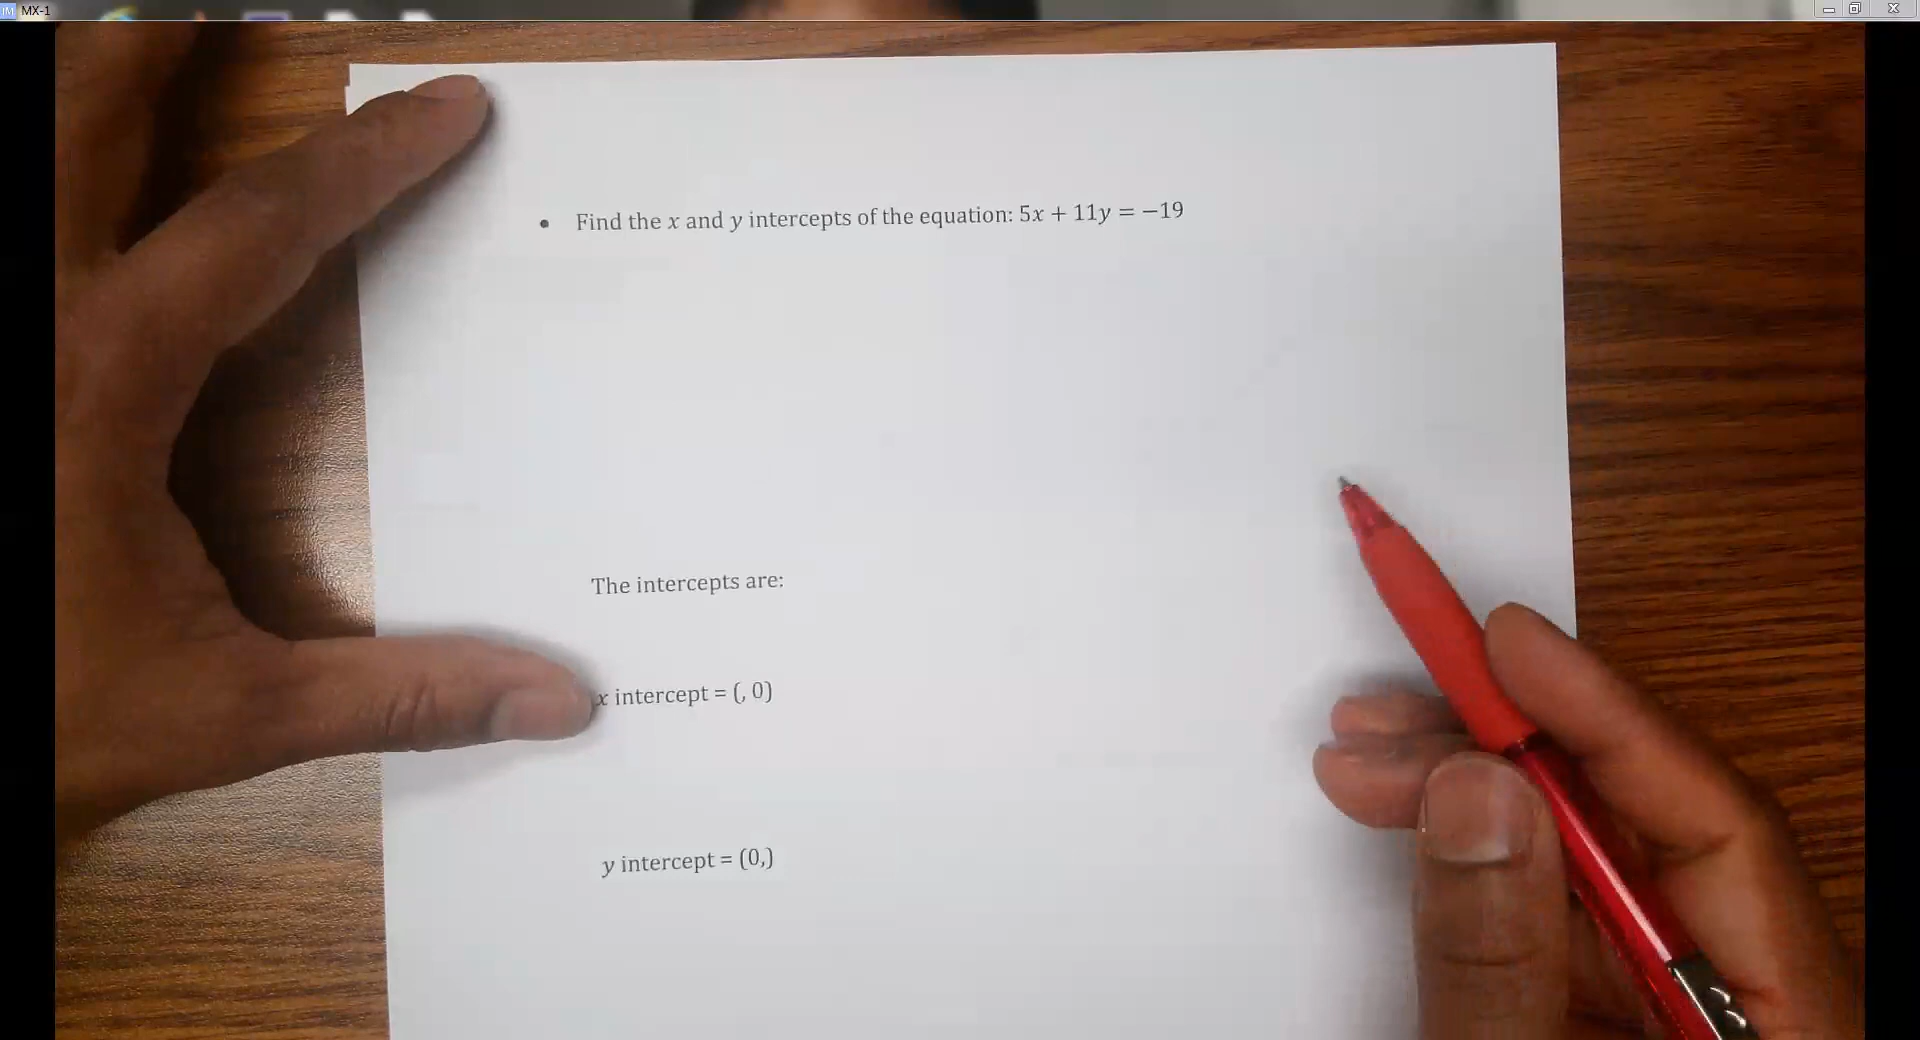 MX-1
Find the x and y intercepts of the equation: 5x + 11y = −19
The intercepts are:
x intercept = (, 0)
y intercept = (0,)